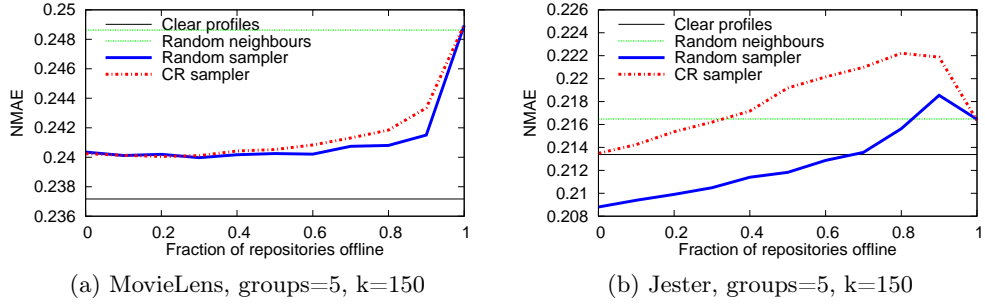 0.25
0.248
0.246
0.244
0.242
0.24
0.238
0.236
NMAE
Clear profiles
Random neighbours
Random sampler
CR sampler
0 0.2 0.4 0.6 0.8 1
Fraction of repositories offline
(a) MovieLens, groups=5, k=150
0.226
0.224
0.222
0.22
0.218
0.216
0.214
0.212
0.21
0.208
NMAE
Clear profiles
Random neighbours
Random sampler
CR sampler
0 0.2 0.4 0.6 0.8 1
Fraction of repositories offline
(b) Jester, groups=5, k=150